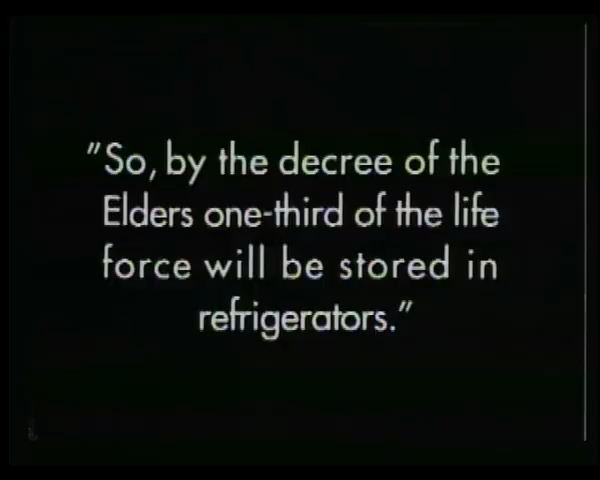 "So, by the decree of the
Elders one-third of the life
force will be stored in
refrigerators."